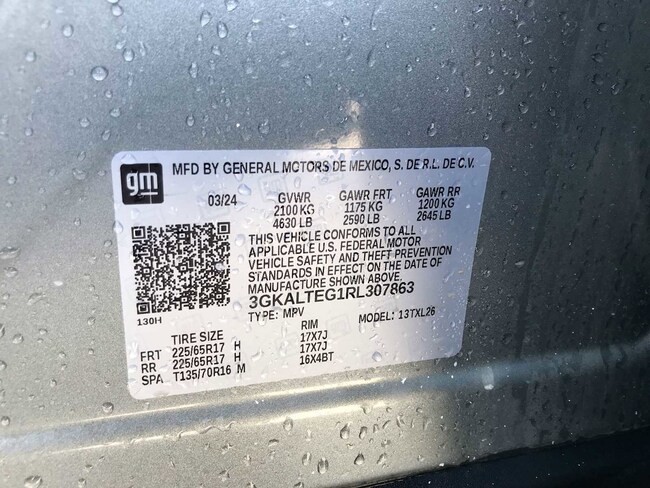 gm MFD BY GENERAL MOTORS DE MEXICO, S. DE R.L. DE C.V.
03/24 GVWR GAWR FRT GAWR RR
2100 KG 1175 KG 1200 KG
4630 LB 2590 LB 2645 LB
THIS VEHICLE CONFORMS TO ALL
APPLICABLE U.S. FEDERAL MOTOR
VEHICLE SAFETY AND THEFT PREVENTION
STANDARDS IN EFFECT ON THE DATE OF
MANUFACTURE SHOWN ABOVE.
3GKALTEG1RL307863
130H TYPE: MPV MODEL: 13TXL26
TIRE SIZE RIM
FRT 225/65R17 H 17X7J
RR 225/65R17 H 17X7J
SPA T135/70R16 M 16X4BT